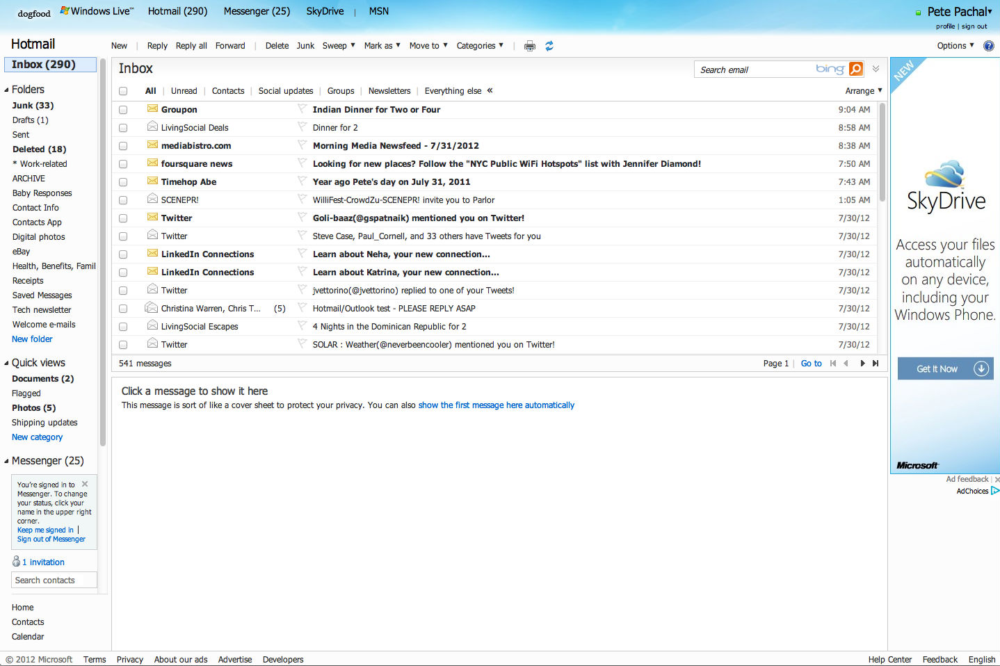 dogfood Windows Live™ Hotmail (290) Messenger (25) SkyDrive | MSN Pete Pachal
profile | sign out
Hotmail
New | Reply Reply all Forward | Delete Junk Sweep Mark as Move to Categories | Options
Inbox (290)
Folders
Junk (33)
Drafts (1)
Sent
Deleted (18)
* Work-related
ARCHIVE
Baby Responses
Contact Info
Contacts App
Digital photos
eBay
Health, Benefits, Famil
Receipts
Saved Messages
Tech newsletter
Welcome e-mails
New folder
Quick views
Documents (2)
Flagged
Photos (5)
Shipping updates
New category
Messenger (25)
You're signed in to
Messenger. To change
your status, click your
name in the upper right
corner.
Keep me signed in |
Sign out of Messenger
1 invitation
Search contacts
Home
Contacts
Calendar
Inbox Search email bing
All | Unread | Contacts | Social updates | Groups | Newsletters | Everything else « Arrange
Groupon Indian Dinner for Two or Four 9:04 AM
LivingSocial Deals Dinner for 2 8:58 AM
mediabistro.com Morning Media Newsfeed - 7/31/2012 8:38 AM
foursquare news Looking for new places? Follow the "NYC Public WiFi Hotspots" list with Jennifer Diamond! 7:50 AM
Timehop Abe Year ago Pete's day on July 31, 2011 7:43 AM
SCENEPR! WilliFest-CrowdZu-SCENEPR! invite you to Parlor 1:05 AM
Twitter Goli-baaz(@gspatnaik) mentioned you on Twitter! 7/30/12
Twitter Steve Case, Paul_Cornell, and 33 others have Tweets for you 7/30/12
LinkedIn Connections Learn about Neha, your new connection... 7/30/12
LinkedIn Connections Learn about Katrina, your new connection... 7/30/12
Twitter jvettorino(@jvettorino) replied to one of your Tweets! 7/30/12
Christina Warren, Chris T... (5) Hotmail/Outlook test - PLEASE REPLY ASAP 7/30/12
LivingSocial Escapes 4 Nights in the Dominican Republic for 2 7/30/12
Twitter SOLAR : Weather(@neverbeencooler) mentioned you on Twitter! 7/30/12
541 messages Page 1 | Go to
Click a message to show it here
This message is sort of like a cover sheet to protect your privacy. You can also show the first message here automatically
NEW
SkyDrive
Access your files
automatically
on any device,
including your
Windows Phone.
Get It Now
Microsoft
Ad feedback |
AdChoices
© 2012 Microsoft Terms Privacy About our ads Advertise Developers Help Center Feedback English